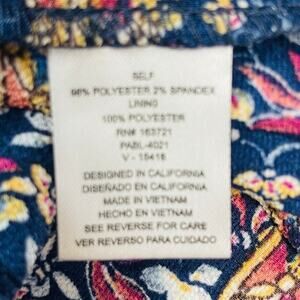 SELF
98% POLYESTER 2% SPANDEX
LINING
100% POLYESTER
RN# 163721
PABL-4021
V - 18418
DESIGNED IN CALIFORNIA
DISEÑADO EN CALIFORNIA
MADE IN VIETNAM
HECHO EN VIETNAM
SEE REVERSE FOR CARE
VER REVERSO PARA CUIDADO